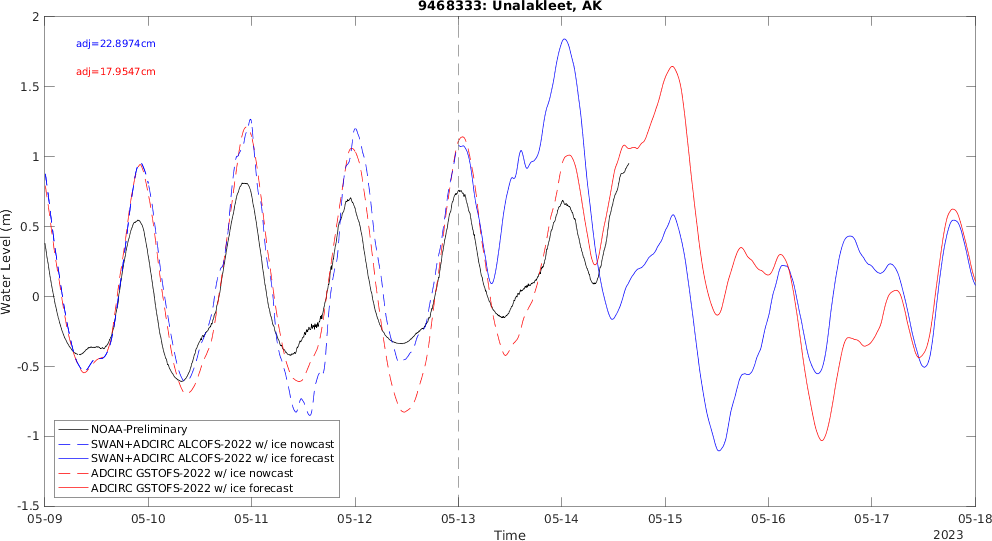 9468333: Unalakleet, AK
adj=22.8974cm
adj=17.9547cm
Water Level (m)
2
1.5
1
0.5
0
-0.5
-1
-1.5
NOAA-Preliminary
SWAN+ADCIRC ALCOFS-2022 w/ ice nowcast
SWAN+ADCIRC ALCOFS-2022 w/ ice forecast
ADCIRC GSTOFS-2022 w/ ice nowcast
ADCIRC GSTOFS-2022 w/ ice forecast
05-09 05-10 05-11 05-12 05-13 05-14 05-15 05-16 05-17 05-18
Time
2023